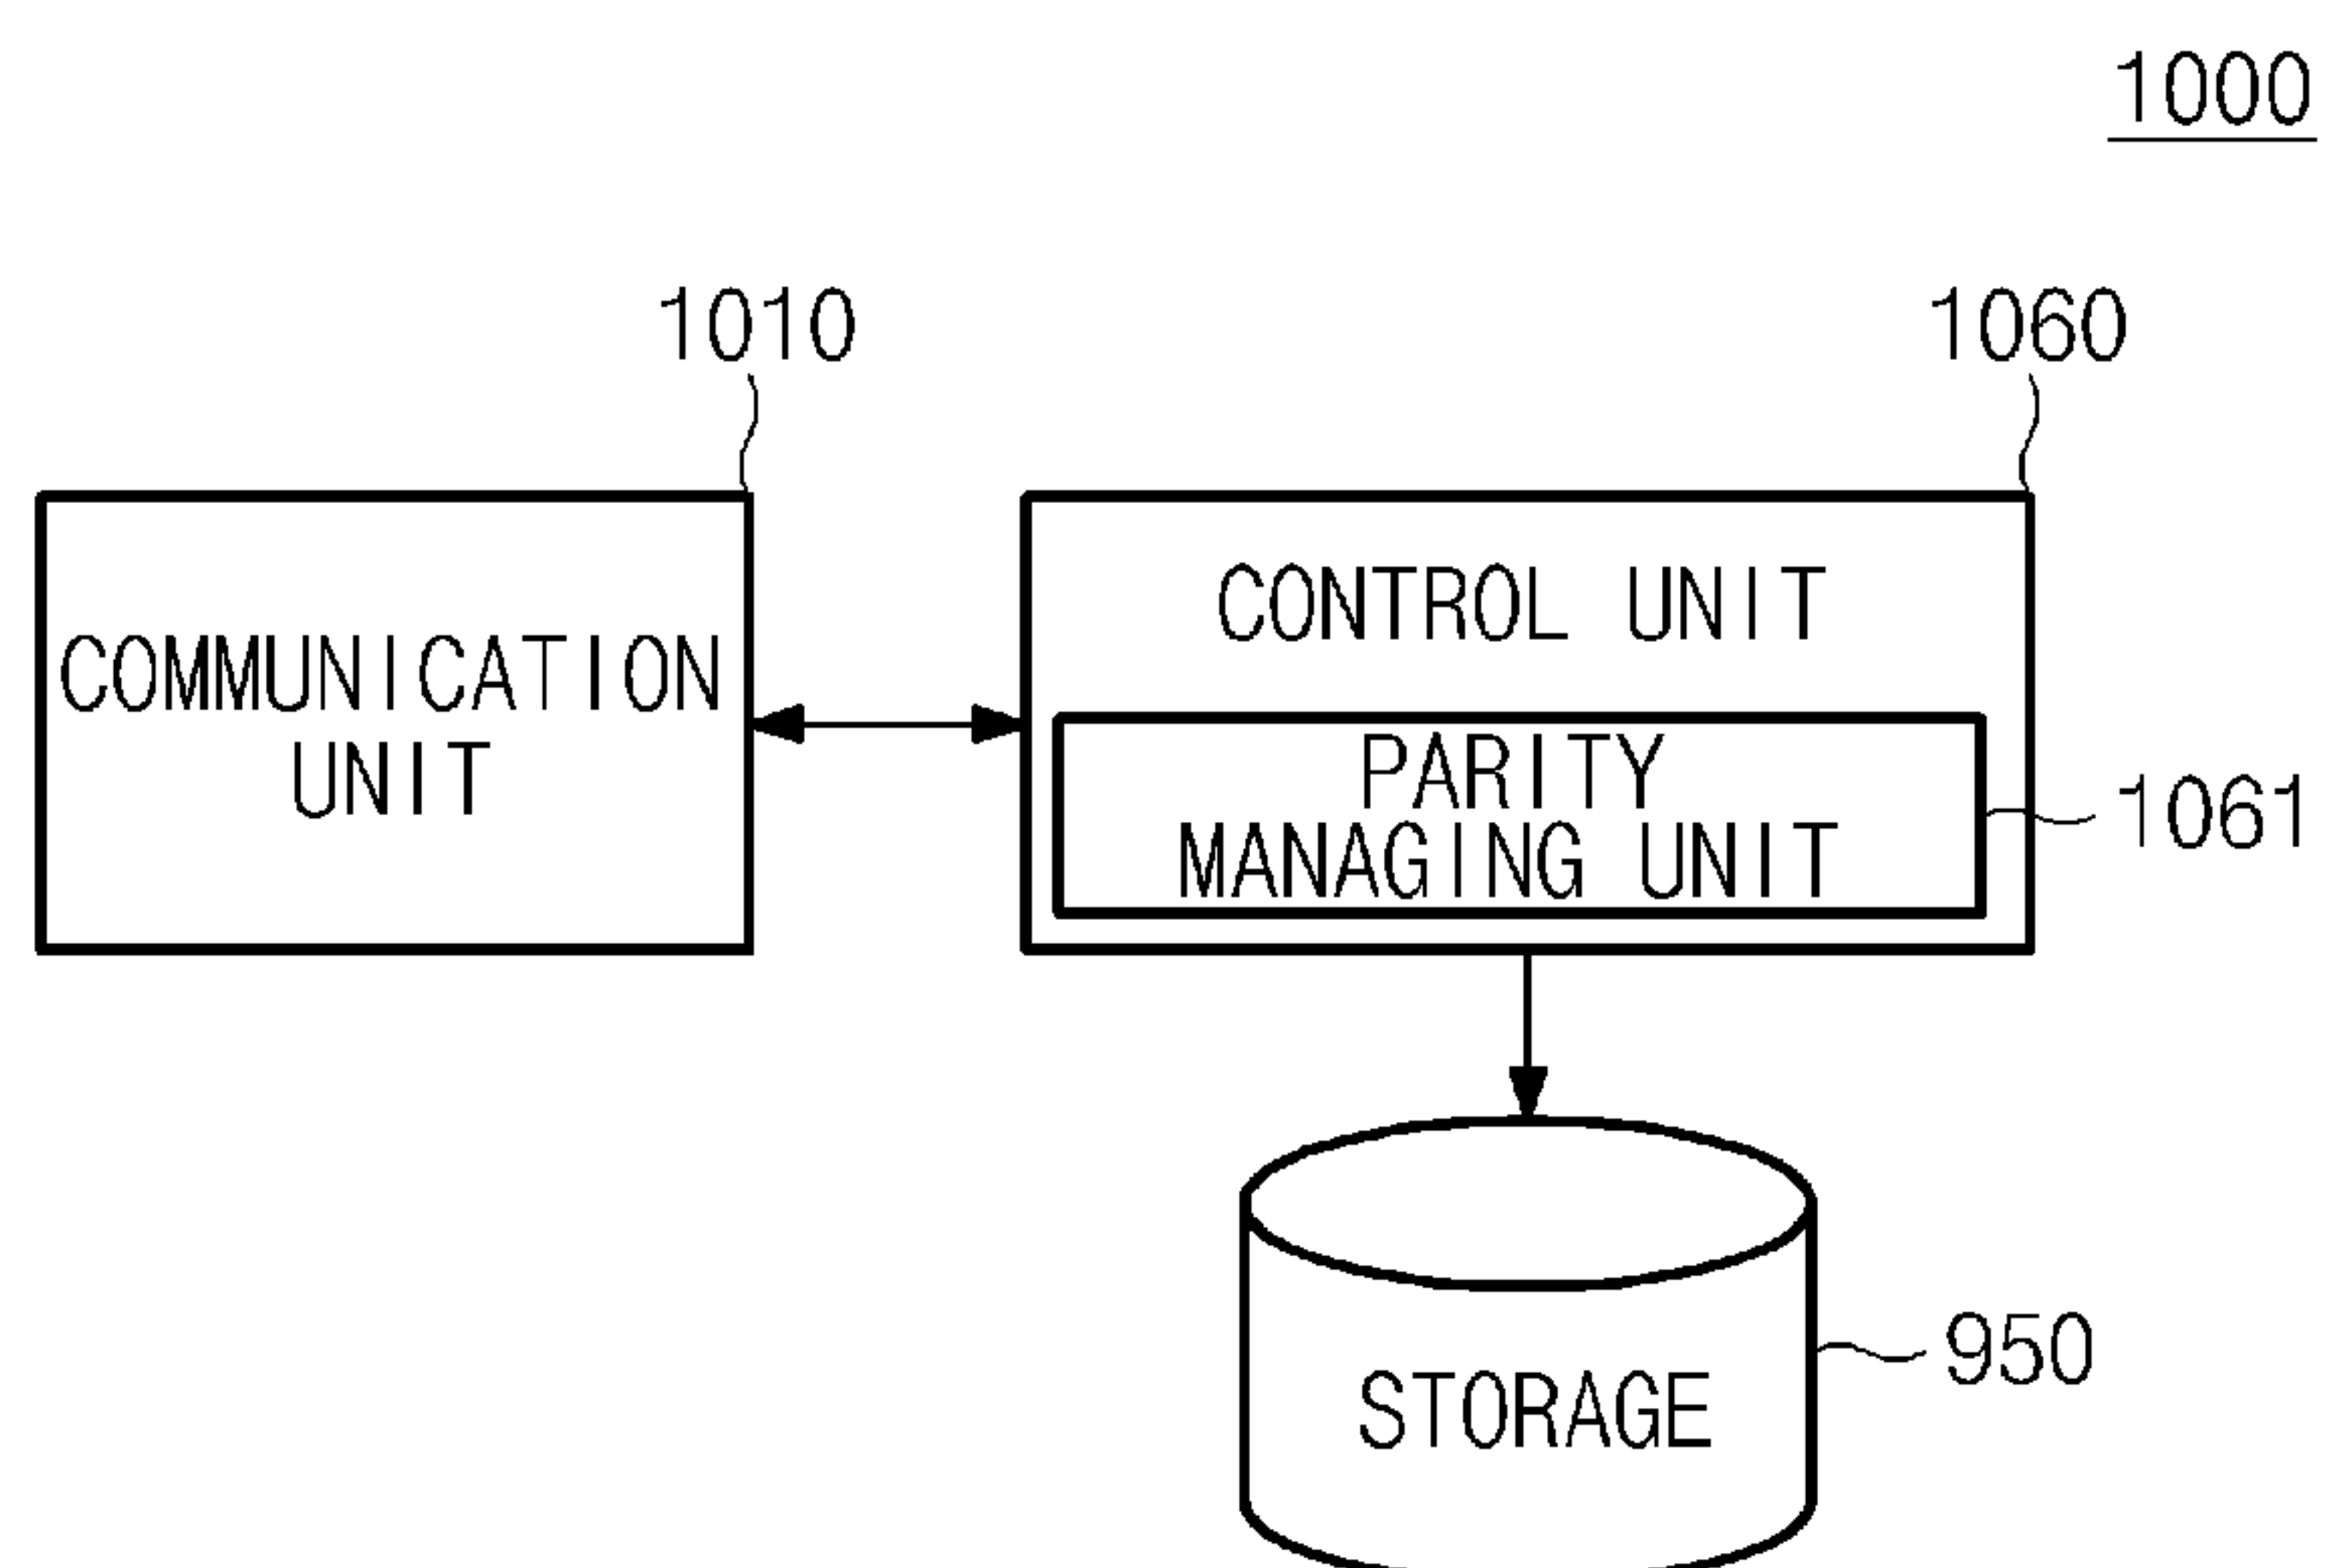 1000
1010
1060
COMMUNICATION
UNIT
CONTROL UNIT
PARITY
MANAGING UNIT
1061
STORAGE
950